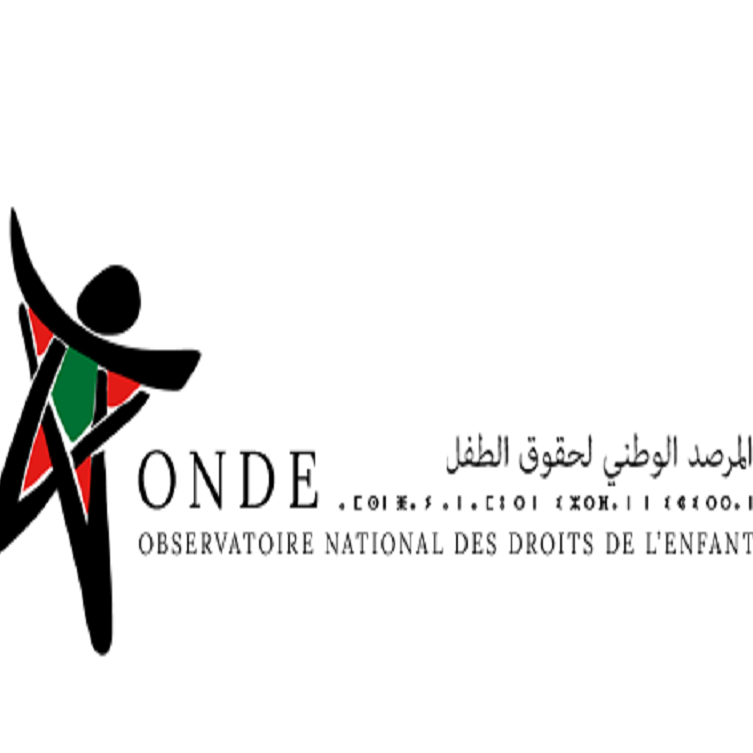 المرصد الوطني لحقوق الطفل
ONDE
OBSERVATOIRE NATIONAL DES DROITS DE L'ENFANT